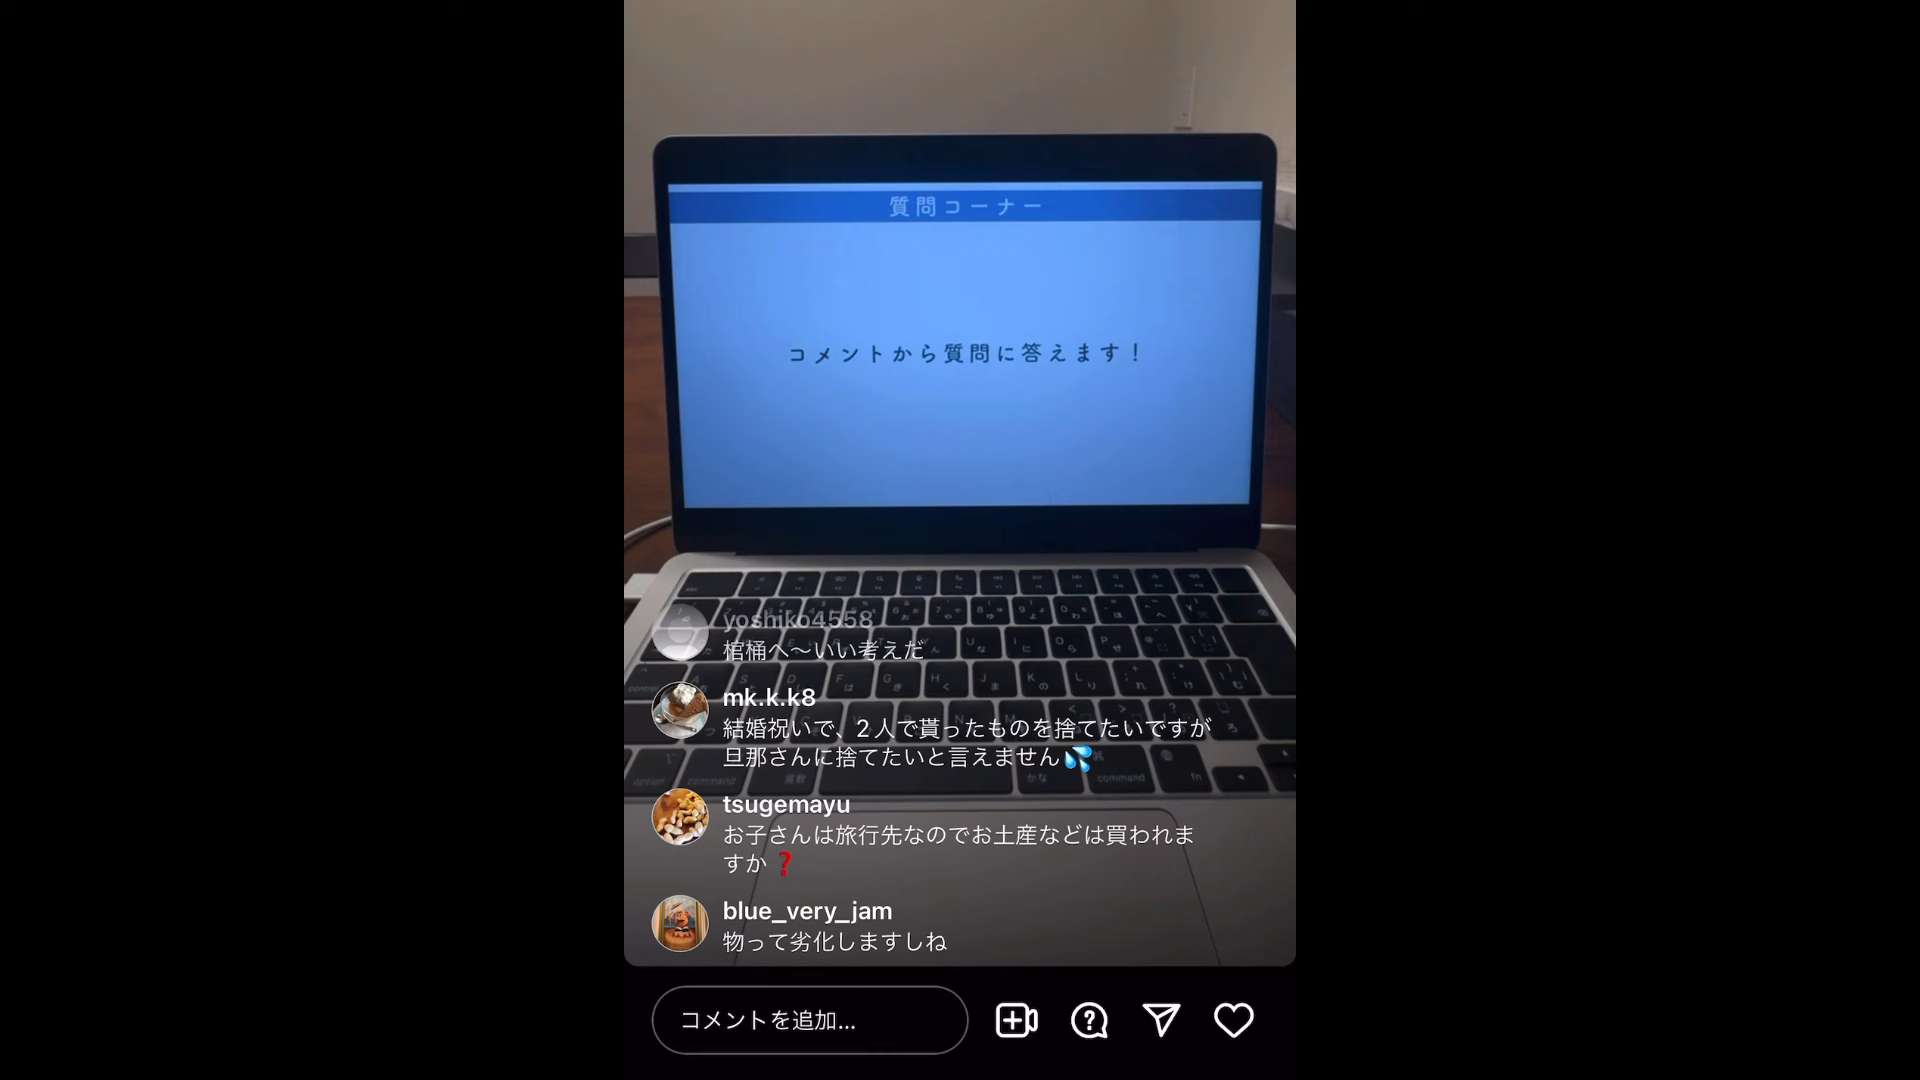 質問コーナー
コメントから質問に答えます！
yoshiko4558
棺桶へ〜いい考えだ
mk.k.k8
結婚祝いで、2人で貰ったものを捨てたいですが
旦那さんに捨てたいと言えません💦
tsugemayu
お子さんは旅行先なのでお土産などは買われま
すか❓
blue_very_jam
物って劣化しますしね
コメントを追加...